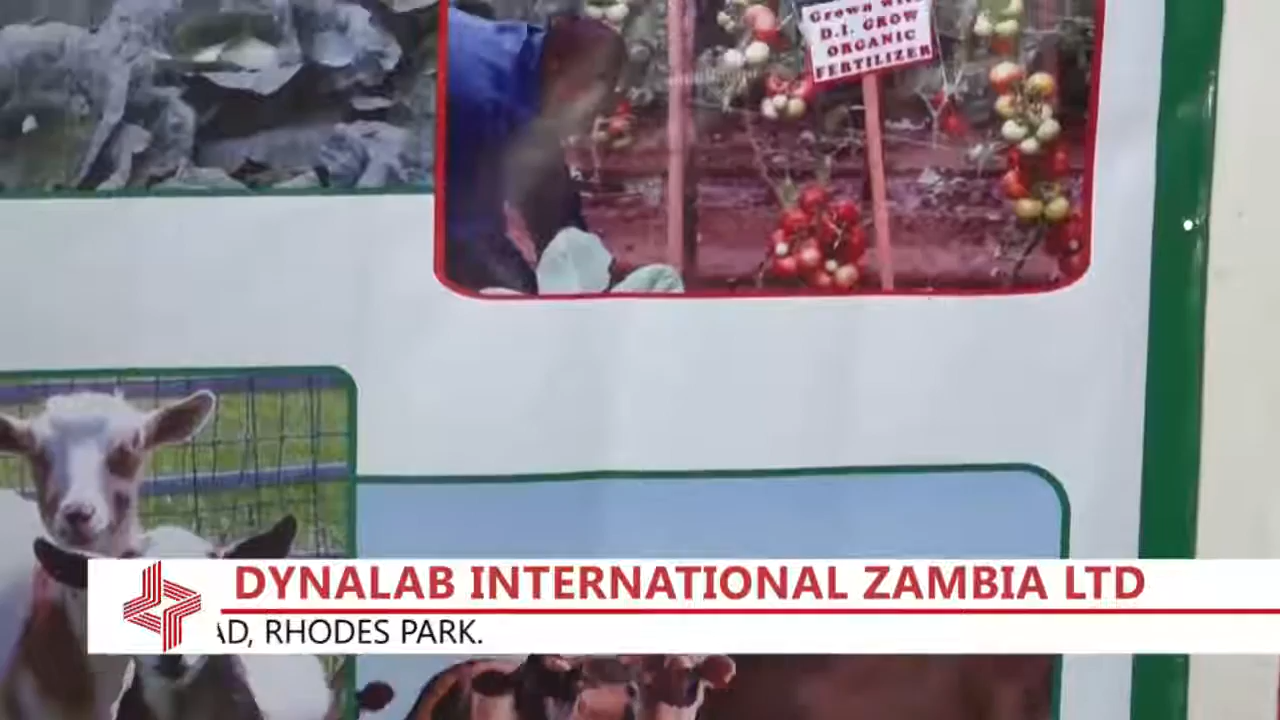 Grown with
D.I. GROW
ORGANIC
FERTILIZER
DYNALAB INTERNATIONAL ZAMBIA LTD
AD, RHODES PARK.